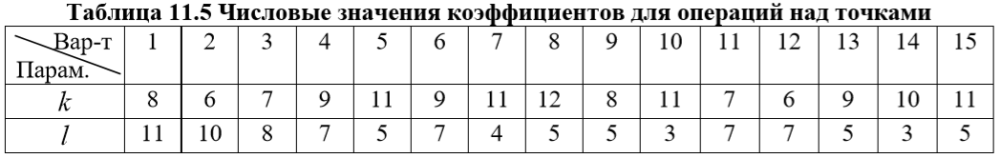 Таблица 11.5 Числовые значения коэффициентов для операций над точками
Вар-т 1 2 3 4 5 6 7 8 9 10 11 12 13 14 15
Парам.
k 8 6 7 9 11 9 11 12 8 11 7 6 9 10 11
l 11 10 8 7 5 7 4 5 5 3 7 7 5 3 5